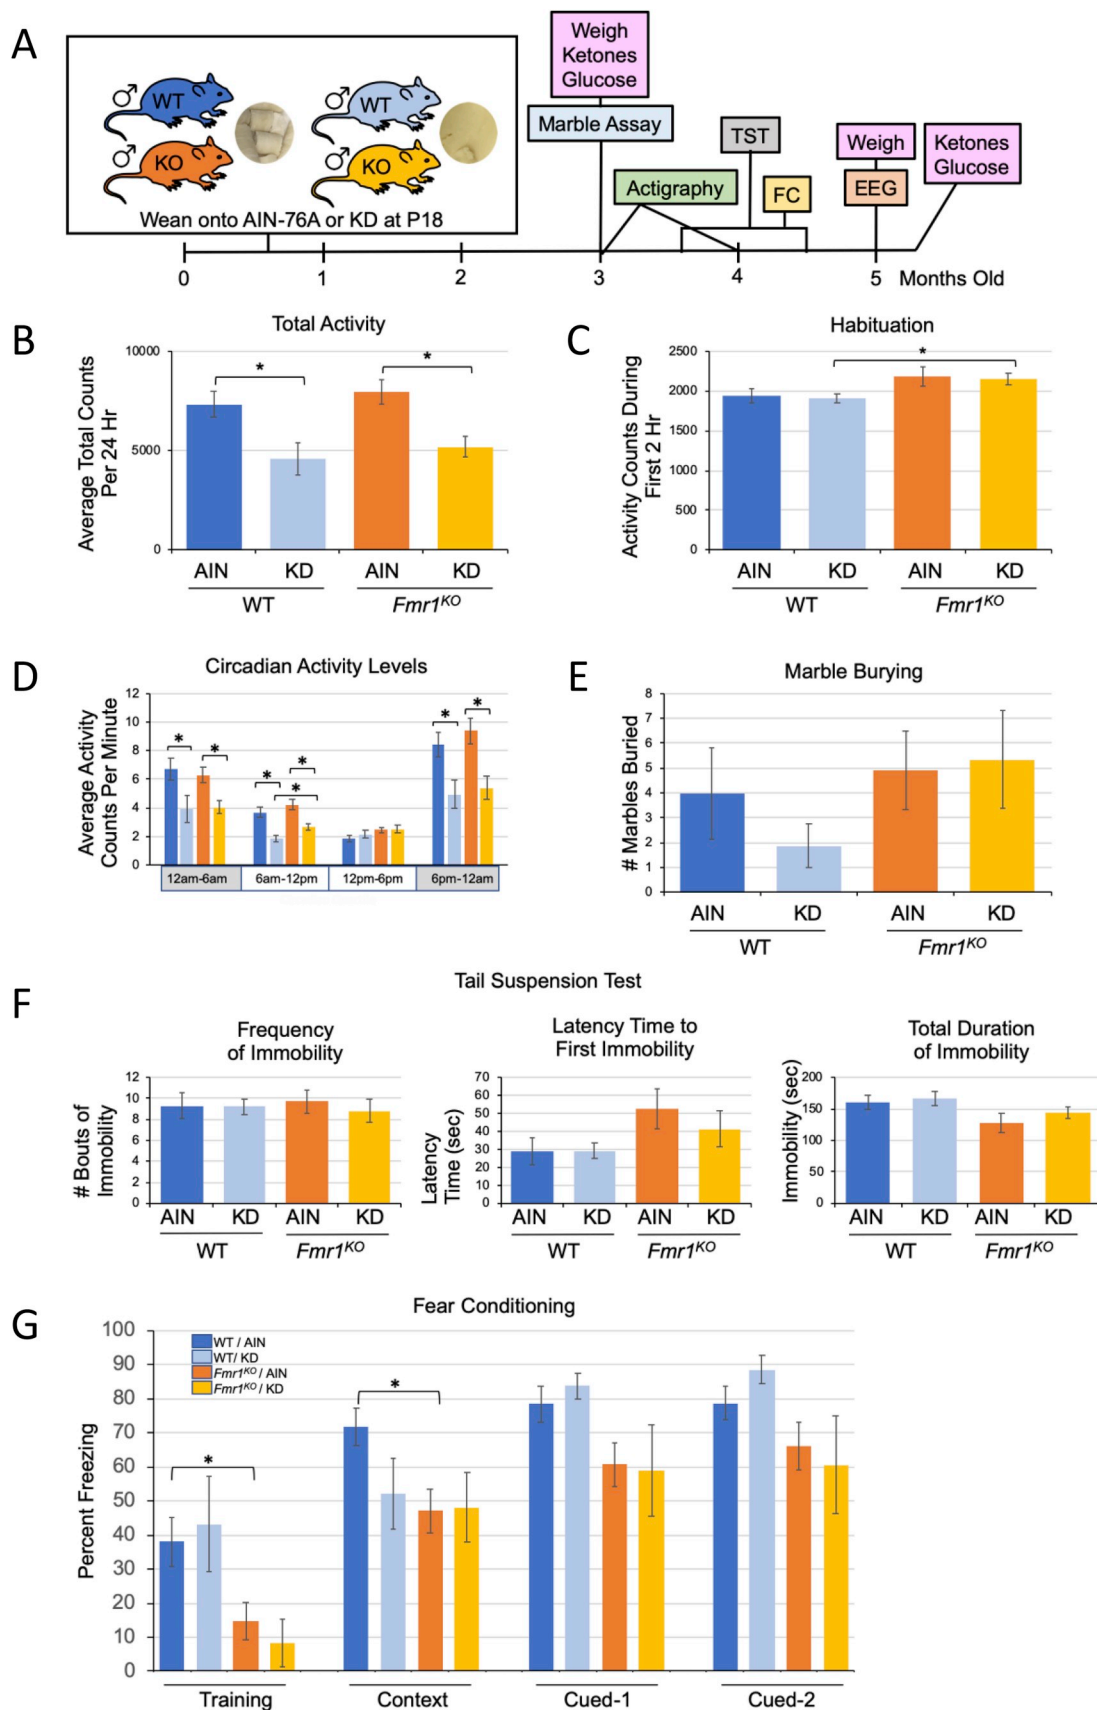 A
WT
KO
WT
KO
Wean onto AIN-76A or KD at P18
Weigh
Ketones
Glucose
Marble Assay
Actigraphy
TST
FC
Weigh
EEG
Ketones
Glucose
0
1
2
3
4
5
Months Old
B
Total Activity
Average Total Counts
Per 24 Hr
10000
5000
0
*
*
AIN
KD
AIN
KD
WT
Fmr1KO
C
Habituation
Activity Counts During
First 2 Hr
2500
2000
1500
1000
500
0
*
AIN
KD
AIN
KD
WT
Fmr1KO
D
Circadian Activity Levels
Average Activity
Counts Per Minute
12
10
8
6
4
2
0
*
*
*
*
*
*
*
12am-6am
6am-12pm
12pm-6pm
6pm-12am
E
Marble Burying
# Marbles Buried
8
7
6
5
4
3
2
1
0
AIN
KD
AIN
KD
WT
Fmr1KO
F
Tail Suspension Test
Frequency
of Immobility
# Bouts of
Immobility
12
10
8
6
4
2
0
AIN
KD
AIN
KD
WT
Fmr1KO
Latency Time to
First Immobility
Latency
Time (sec)
70
60
50
40
30
20
10
0
AIN
KD
AIN
KD
WT
Fmr1KO
Total Duration
of Immobility
Immobility (sec)
200
150
100
50
0
AIN
KD
AIN
KD
WT
Fmr1KO
G
Fear Conditioning
Percent Freezing
100
90
80
70
60
50
40
30
20
10
0
WT / AIN
WT/ KD
Fmr1KO / AIN
Fmr1KO / KD
*
*
Training
Context
Cued-1
Cued-2